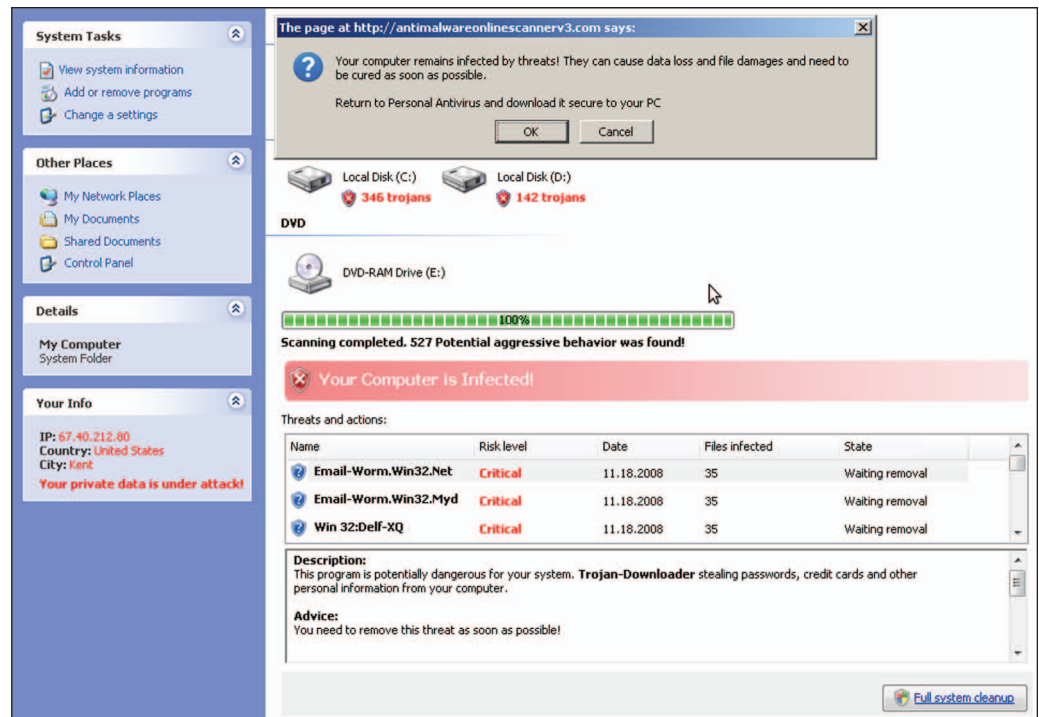 System Tasks
View system information
Add or remove programs
Change a settings
Other Places
My Network Places
My Documents
Shared Documents
Control Panel
Details
My Computer
System Folder
Your Info
IP: 67.40.212.80
Country: United States
City: Kent
Your private data is under attack!
The page at http://antimalwareonlinescannerv3.com says:
Your computer remains infected by threats! They can cause data loss and file damages and need to
be cured as soon as possible.
Return to Personal Antivirus and download it secure to your PC
OK Cancel
Local Disk (C:) Local Disk (D:)
346 trojans 142 trojans
DVD
DVD-RAM Drive (E:)
100%
Scanning completed. 527 Potential aggressive behavior was found!
Your Computer is Infected!
Threats and actions:
Name Risk level Date Files infected State
Email-Worm.Win32.Net Critical 11.18.2008 35 Waiting removal
Email-Worm.Win32.Myd Critical 11.18.2008 35 Waiting removal
Win 32:Delf-XQ Critical 11.18.2008 35 Waiting removal
Description:
This program is potentially dangerous for your system. Trojan-Downloader stealing passwords, credit cards and other
personal information from your computer.
Advice:
You need to remove this threat as soon as possible!
Full system cleanup